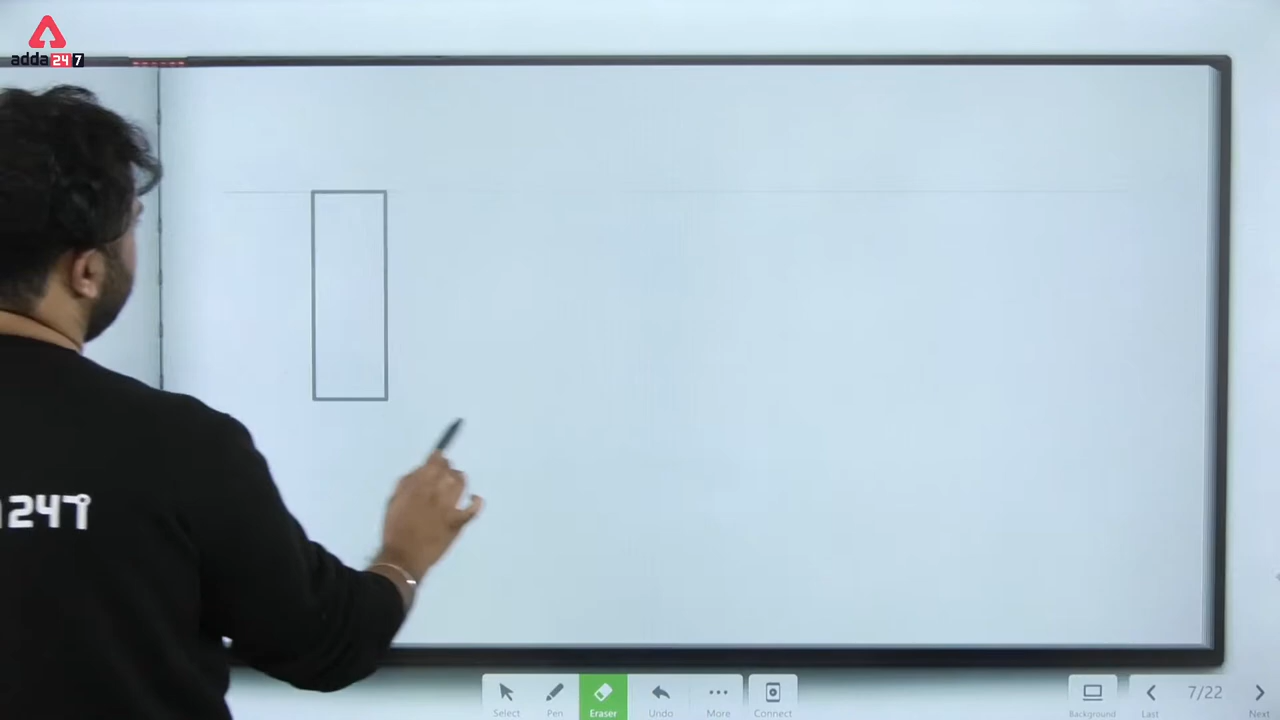 adda 247
247
Select
Pen
Eraser
Undo
More
Connect
Background
Last
7/22
Next